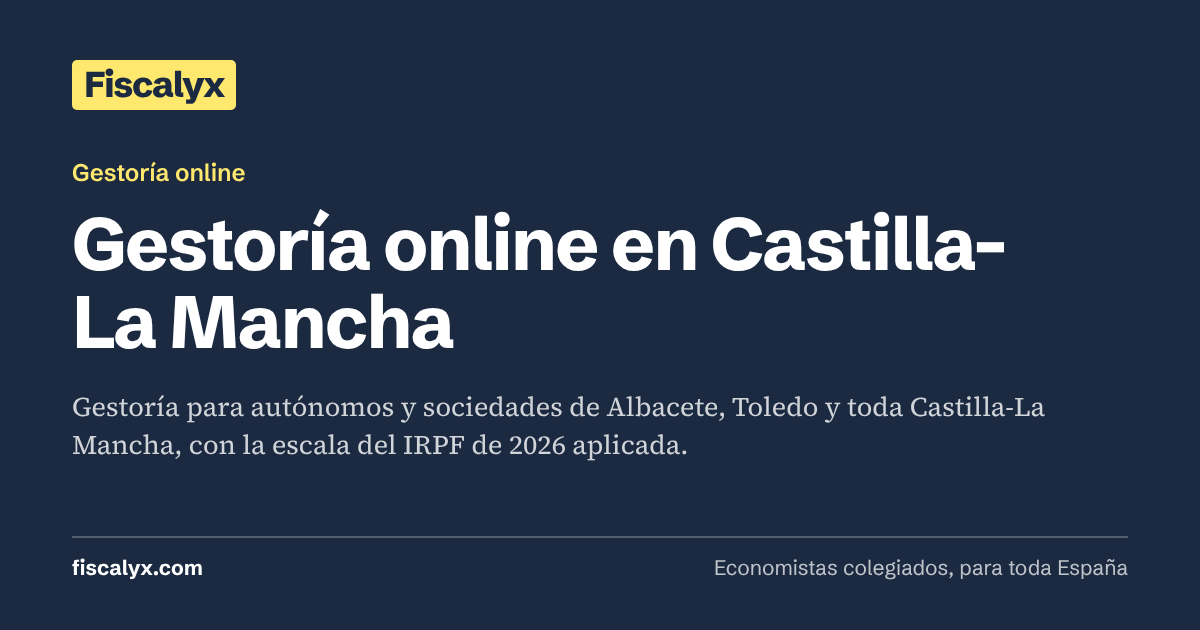 Fiscalyx
Gestoría online
Gestoría online en Castilla-
La Mancha
Gestoría para autónomos y sociedades de Albacete, Toledo y toda Castilla-La
Mancha, con la escala del IRPF de 2026 aplicada.
fiscalyx.com
Economistas colegiados, para toda España